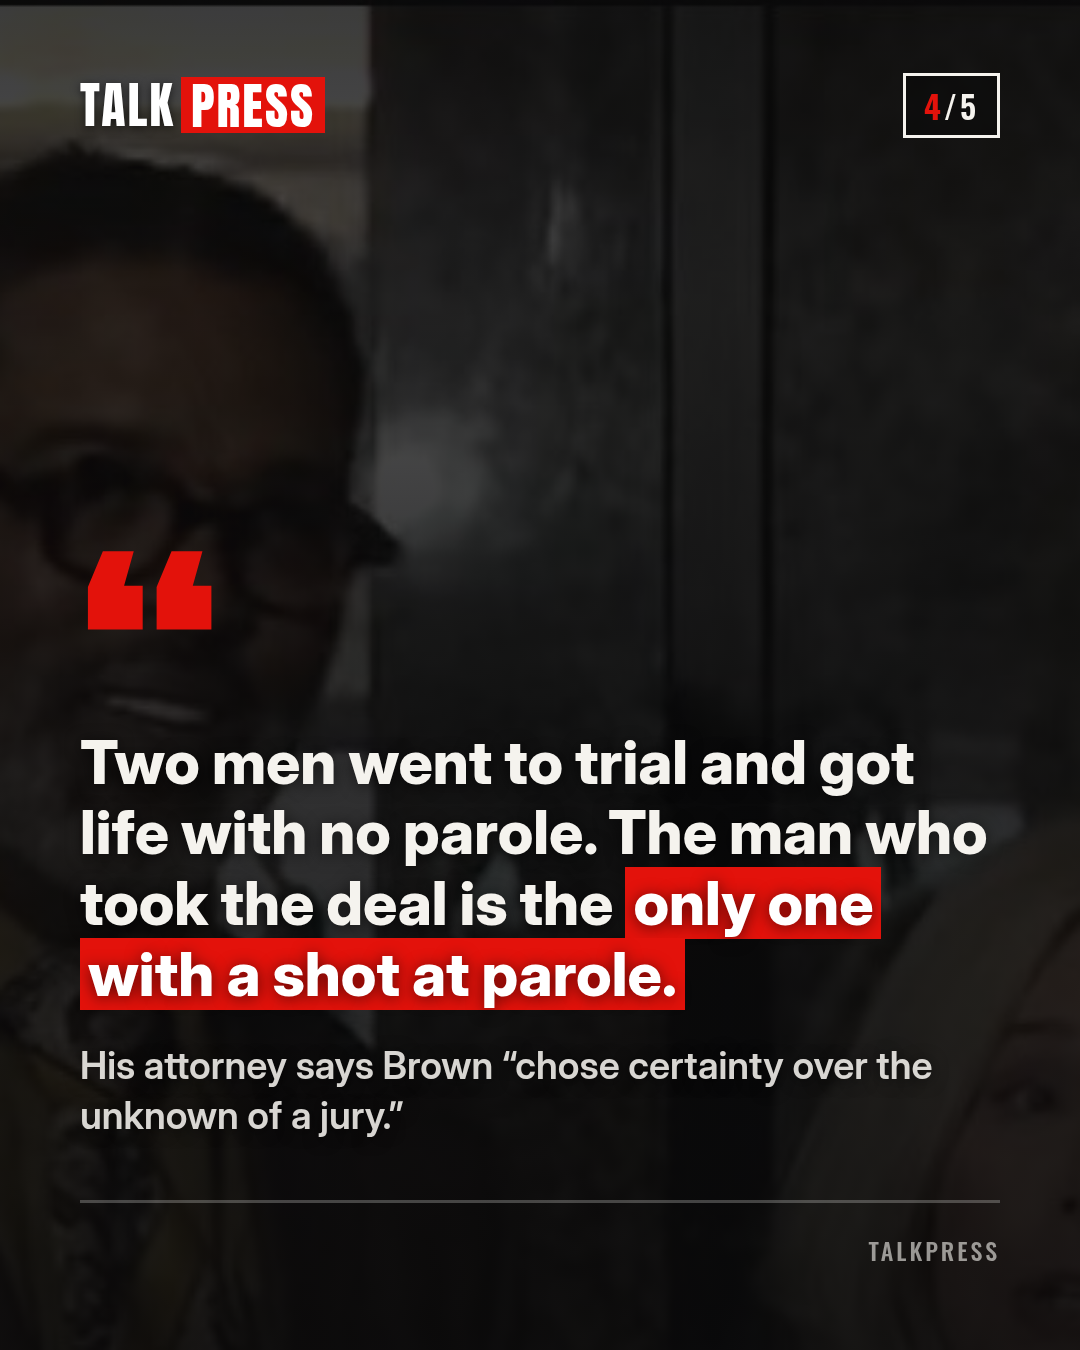 TALK PRESS
4/5
“
Two men went to trial and got
life with no parole. The man who
took the deal is the only one
with a shot at parole.
His attorney says Brown “chose certainty over the
unknown of a jury.”
TALKPRESS